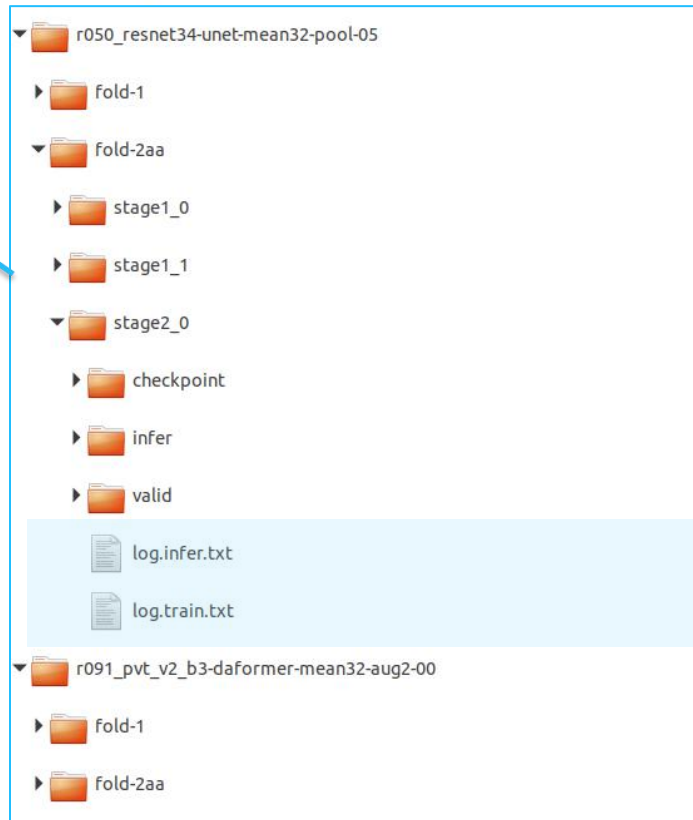 r050_resnet34-unet-mean32-pool-05
fold-1
fold-2aa
stage1_0
stage1_1
stage2_0
checkpoint
infer
valid
log.infer.txt
log.train.txt
r091_pvt_v2_b3-daformer-mean32-aug2-00
fold-1
fold-2aa